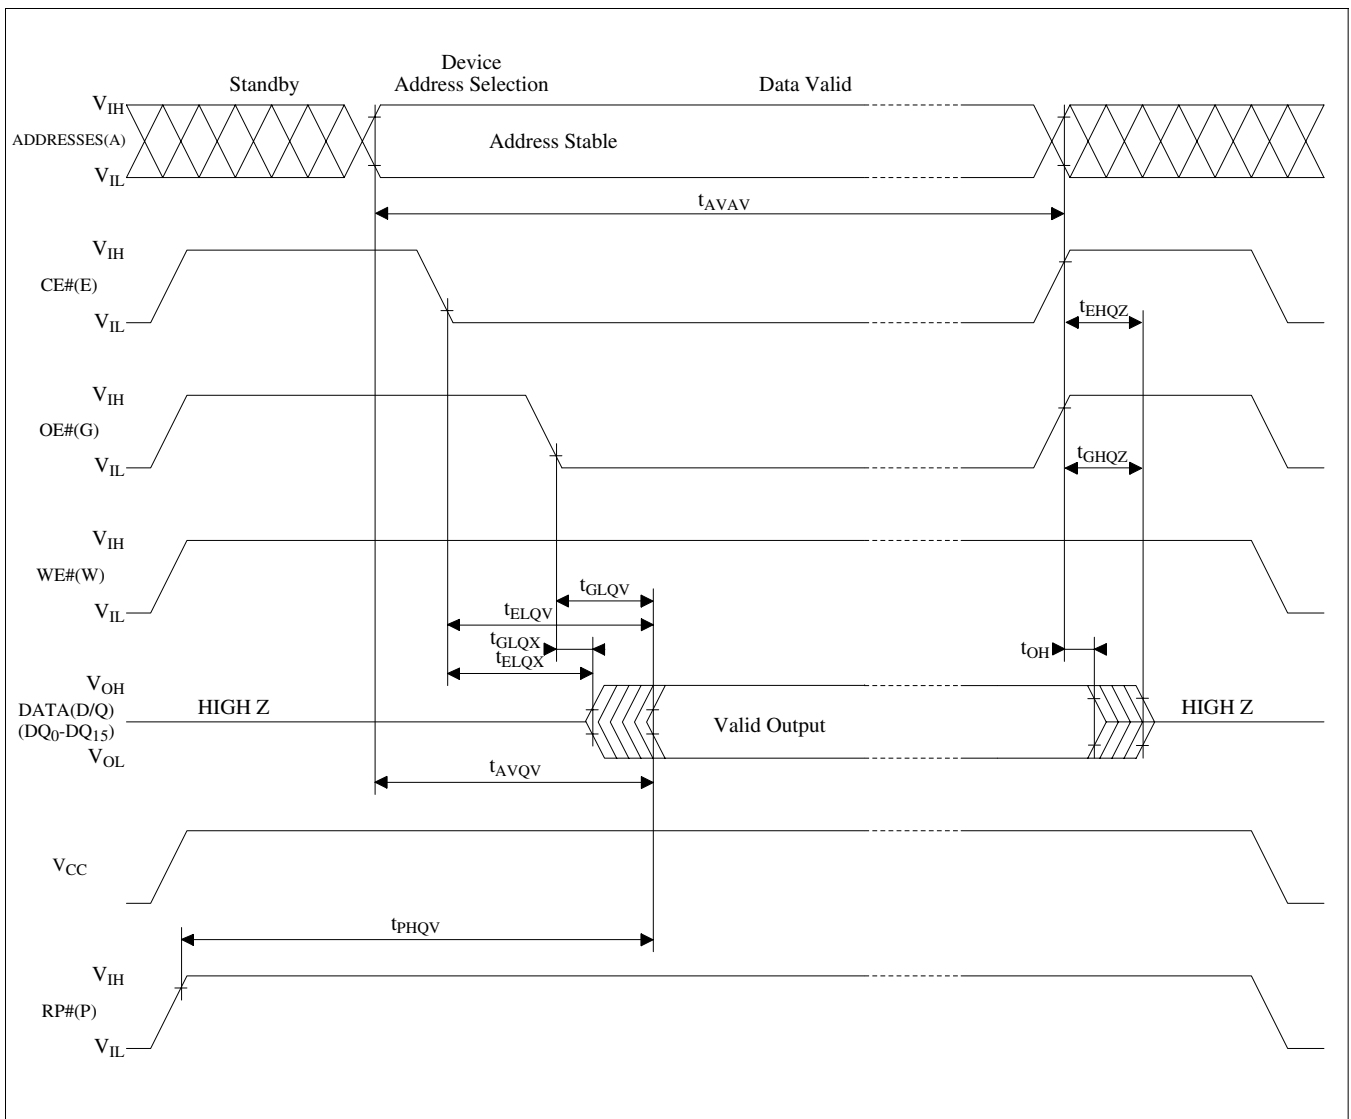 Device
Standby Address Selection Data Valid
VIH
ADDRESSES(A) Address Stable
VIL
tAVAV
VIH
CE#(E)
tEHQZ
VIL
VIH
OE#(G)
tGHQZ
VIL
VIH
WE#(W)
tGLQV
VIL
tELQV
tGLQX
tOH
tELQX
VOH
DATA(D/Q) HIGH Z Valid Output HIGH Z
(DQ0-DQ15)
VOL
tAVQV
VCC
tPHQV
VIH
RP#(P)
VIL